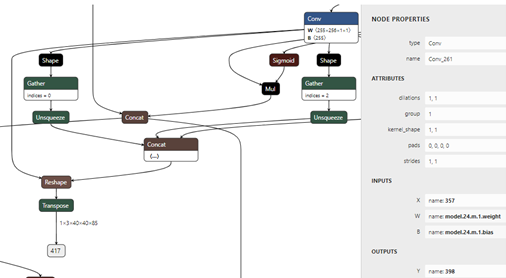 Conv
W ⟨255×256×1×1⟩
B ⟨255⟩
Shape
Sigmoid
Shape
Gather
indices = 0
Mul
Gather
indices = 2
Unsqueeze
Concat
Unsqueeze
Concat
⟨...⟩
Reshape
Transpose
1×3×40×40×85
417
NODE PROPERTIES
type Conv
name Conv_261
ATTRIBUTES
dilations 1, 1
group 1
kernel_shape 1, 1
pads 0, 0, 0, 0
strides 1, 1
INPUTS
X name: 357
W name: model.24.m.1.weight
B name: model.24.m.1.bias
OUTPUTS
Y name: 398